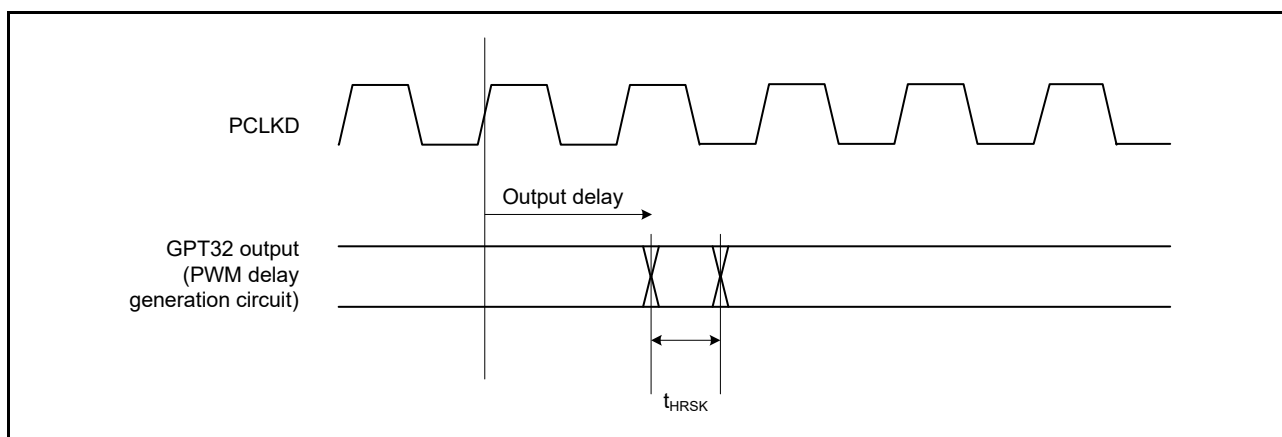 PCLKD
Output delay
GPT32 output
(PWM delay
generation circuit)
tHRSK